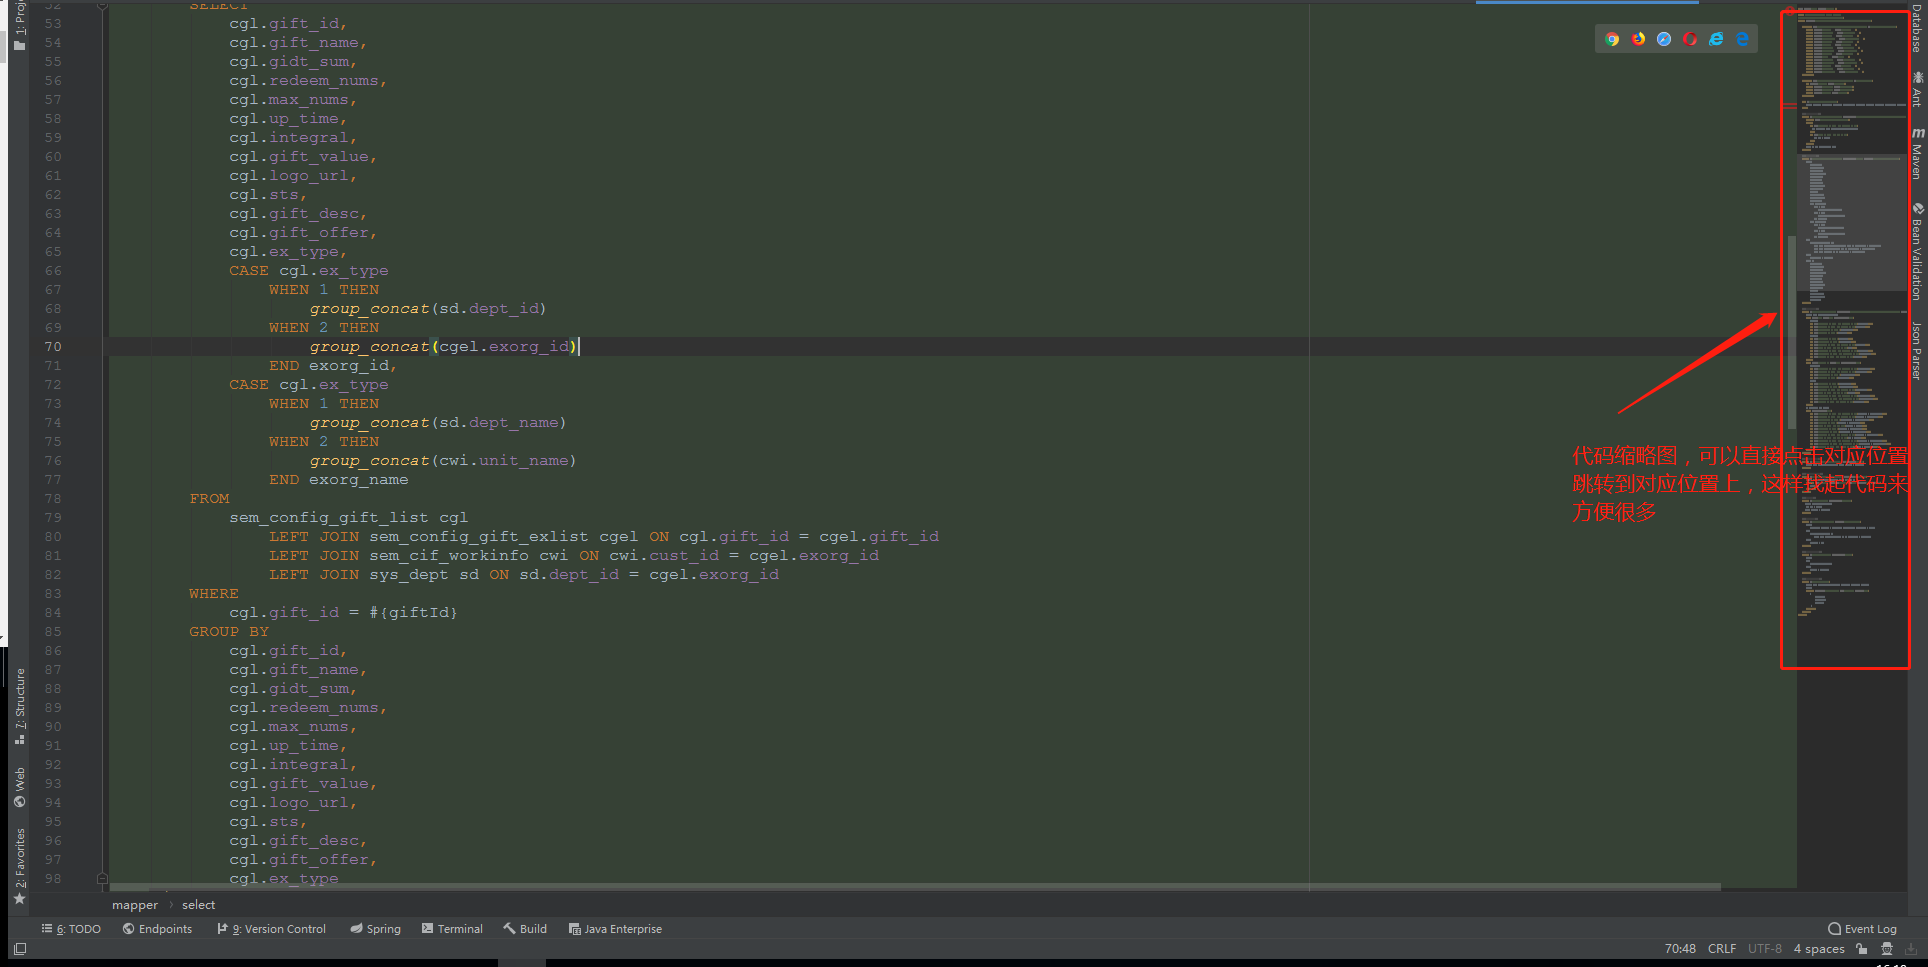 52 SELECT
53 cgl.gift_id,
54 cgl.gift_name,
55 cgl.gidt_sum,
56 cgl.redeem_nums,
57 cgl.max_nums,
58 cgl.up_time,
59 cgl.integral,
60 cgl.gift_value,
61 cgl.logo_url,
62 cgl.sts,
63 cgl.gift_desc,
64 cgl.gift_offer,
65 cgl.ex_type,
66 CASE cgl.ex_type
67 WHEN 1 THEN
68 group_concat(sd.dept_id)
69 WHEN 2 THEN
70 group_concat(cgel.exorg_id)
71 END exorg_id,
72 CASE cgl.ex_type
73 WHEN 1 THEN
74 group_concat(sd.dept_name)
75 WHEN 2 THEN
76 group_concat(cwi.unit_name)
77 END exorg_name
78 FROM
79 sem_config_gift_list cgl
80 LEFT JOIN sem_config_gift_exlist cgel ON cgl.gift_id = cgel.gift_id
81 LEFT JOIN sem_cif_workinfo cwi ON cwi.cust_id = cgel.exorg_id
82 LEFT JOIN sys_dept sd ON sd.dept_id = cgel.exorg_id
83 WHERE
84 cgl.gift_id = #{giftId}
85 GROUP BY
86 cgl.gift_id,
87 cgl.gift_name,
88 cgl.gidt_sum,
89 cgl.redeem_nums,
90 cgl.max_nums,
91 cgl.up_time,
92 cgl.integral,
93 cgl.gift_value,
94 cgl.logo_url,
95 cgl.sts,
96 cgl.gift_desc,
97 cgl.gift_offer,
98 cgl.ex_type
代码缩略图，可以直接点击对应位置
跳转到对应位置上，这样找起代码来
方便很多
7: Structure
Web
2: Favorites
Database
Ant
Maven
Bean Validation
Json Parser
mapper › select
6: TODO Endpoints 9: Version Control Spring Terminal Build Java Enterprise Event Log
70:48 CRLF UTF-8 4 spaces